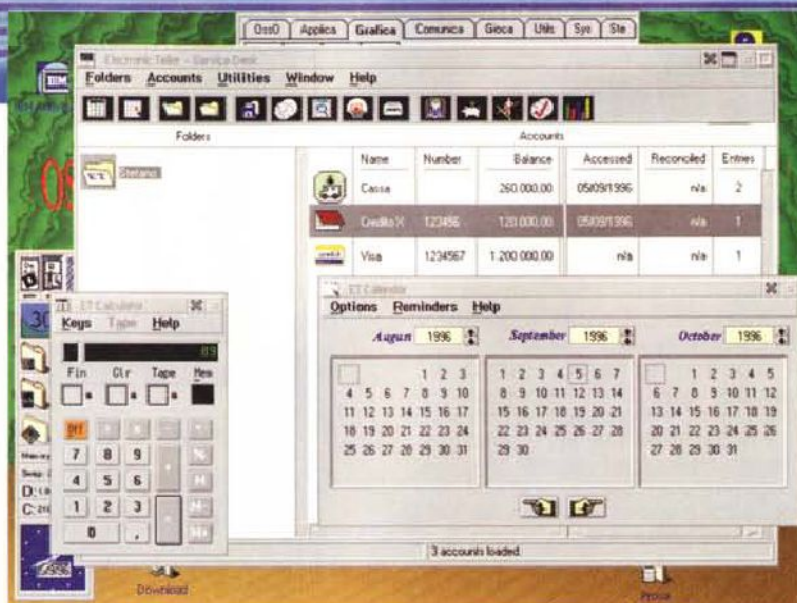 OssO Applica Grafica Comunica Gioca Utils Sys Ste
Electronic Teller - Service Desk
Folders Accounts Utilities Window Help
Folders
Accounts
Name Number Balance Accessed Reconciled Entries
Stefano
Cassa 260.000,00 05/09/1996 n/a 2
Credito X 123456 120.000,00 05/09/1996 n/a 1
Visa 1234567 1.200.000,00 n/a n/a 1
ET Calculator
Keys Tape Help
Fin Clr Tape Mem
Off
7 8 9
4 5 6 M
1 2 3
0 ,
ET Calendar
Options Reminders Help
August 1996 September 1996 October 1996
1 2 3 1 2 3 4 5 6 7 1 2 3 4 5
4 5 6 7 8 9 10 8 9 10 11 12 13 14 6 7 8 9 10 11 12
11 12 13 14 15 16 17 15 16 17 18 19 20 21 13 14 15 16 17 18 19
18 19 20 21 22 23 24 22 23 24 25 26 27 28 20 21 22 23 24 25 26
25 26 27 28 29 30 31 29 30 27 28 29 30 31
3 accounts loaded.
D:
C:
Download
Prova